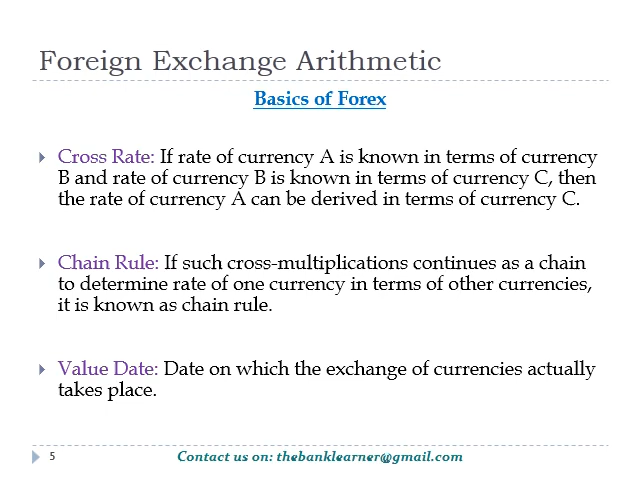 Foreign Exchange Arithmetic
Basics of Forex
Cross Rate: If rate of currency A is known in terms of currency
B and rate of currency B is known in terms of currency C, then
the rate of currency A can be derived in terms of currency C.
Chain Rule: If such cross-multiplications continues as a chain
to determine rate of one currency in terms of other currencies,
it is known as chain rule.
Value Date: Date on which the exchange of currencies actually
takes place.
5
Contact us on: thebanklearner@gmail.com